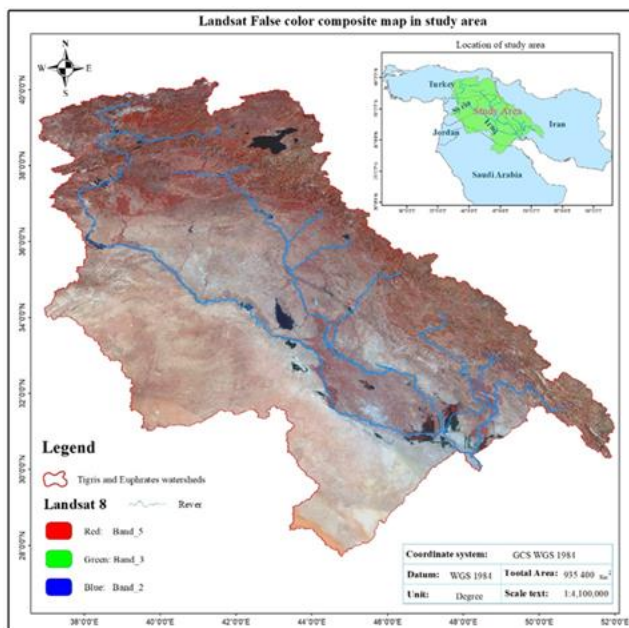 Landsat False color composite map in study area
N
W E
S
Location of study area
Turkey
Syria
Study Area
Iraq
Iran
Jordan
Saudi Arabia
40°0'0"N
38°0'0"N
36°0'0"N
34°0'0"N
32°0'0"N
30°0'0"N
28°0'0"N
Legend
Tigris and Euphrates watersheds
Landsat 8
Rever
Red: Band_5
Green: Band_3
Blue: Band_2
Coordinate system: GCS WGS 1984
Datum: WGS 1984 Tootal Area: 935 400 Km2
Unit: Degree Scale text: 1:4,100,000
38°0'0"E 40°0'0"E 42°0'0"E 44°0'0"E 46°0'0"E 48°0'0"E 50°0'0"E 52°0'0"E